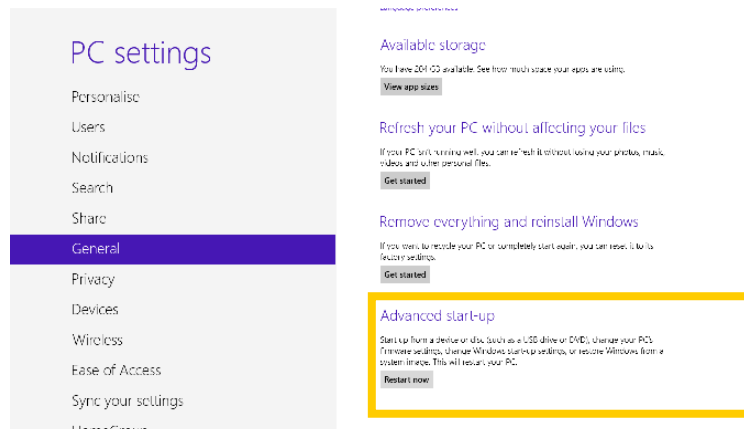 PC settings
Personalise
Users
Notifications
Search
Share
General
Privacy
Devices
Wireless
Ease of Access
Sync your settings
HomeGroup
Language preferences
Available storage
You have 204 GB available. See how much space your apps are using.
View app sizes
Refresh your PC without affecting your files
If your PC isn't running well, you can refresh it without losing your photos, music,
videos and other personal files.
Get started
Remove everything and reinstall Windows
If you want to recycle your PC or completely start again, you can reset it to its
factory settings.
Get started
Advanced start-up
Start up from a device or disc (such as a USB drive or DVD), change your PC's
firmware settings, change Windows start-up settings, or restore Windows from a
system image. This will restart your PC.
Restart now